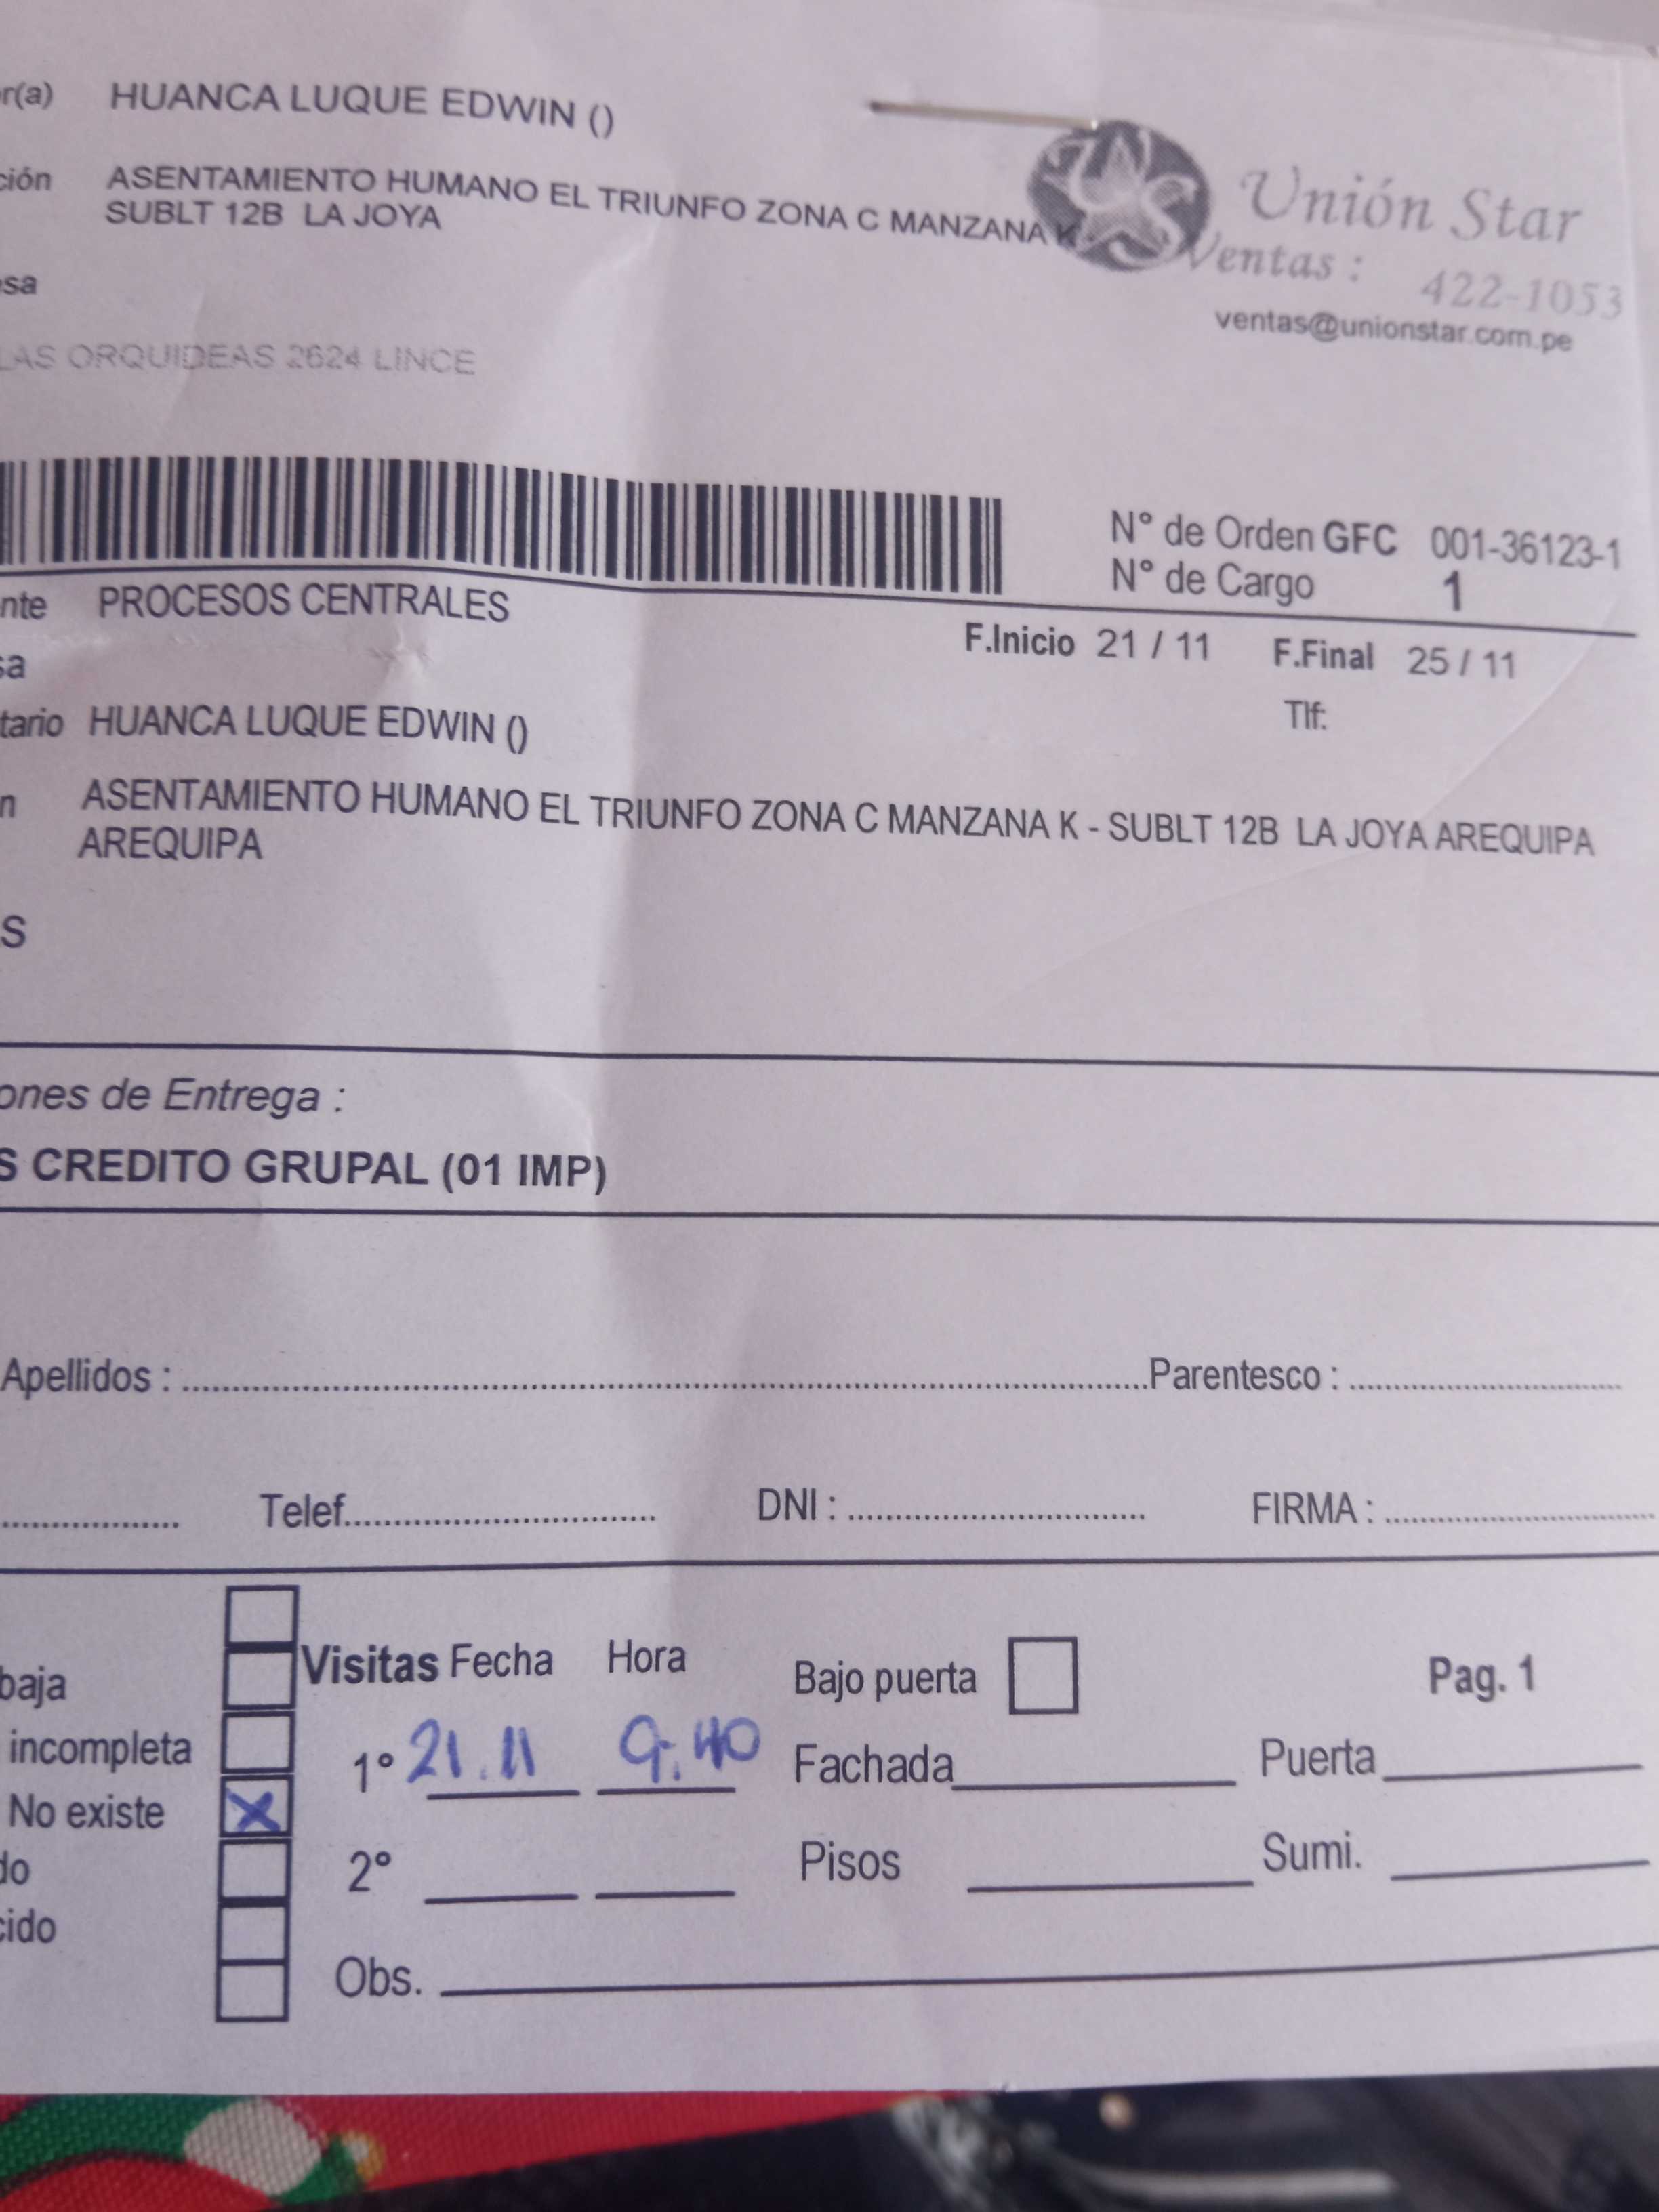 r(a) HUANCA LUQUE EDWIN ()
ción ASENTAMIENTO HUMANO EL TRIUNFO ZONA C MANZANA K -
SUBLT 12B LA JOYA
Unión Star
Ventas : 422-1053
ventas@unionstar.com.pe
sa
LAS ORQUIDEAS 2624 LINCE
N° de Orden GFC 001-36123-1
N° de Cargo 1
nte PROCESOS CENTRALES
F.Inicio 21 / 11 F.Final 25 / 11
sa
Tlf:
tario HUANCA LUQUE EDWIN ()
n ASENTAMIENTO HUMANO EL TRIUNFO ZONA C MANZANA K - SUBLT 12B LA JOYA AREQUIPA
AREQUIPA
S
ones de Entrega :
S CREDITO GRUPAL (01 IMP)
Apellidos : Parentesco :
Telef. DNI : FIRMA :
Visitas Fecha Hora Bajo puerta Pag. 1
baja
incompleta 1° 21.11 9:40 Fachada Puerta
No existe X
do 2° Pisos Sumi.
cido
Obs.